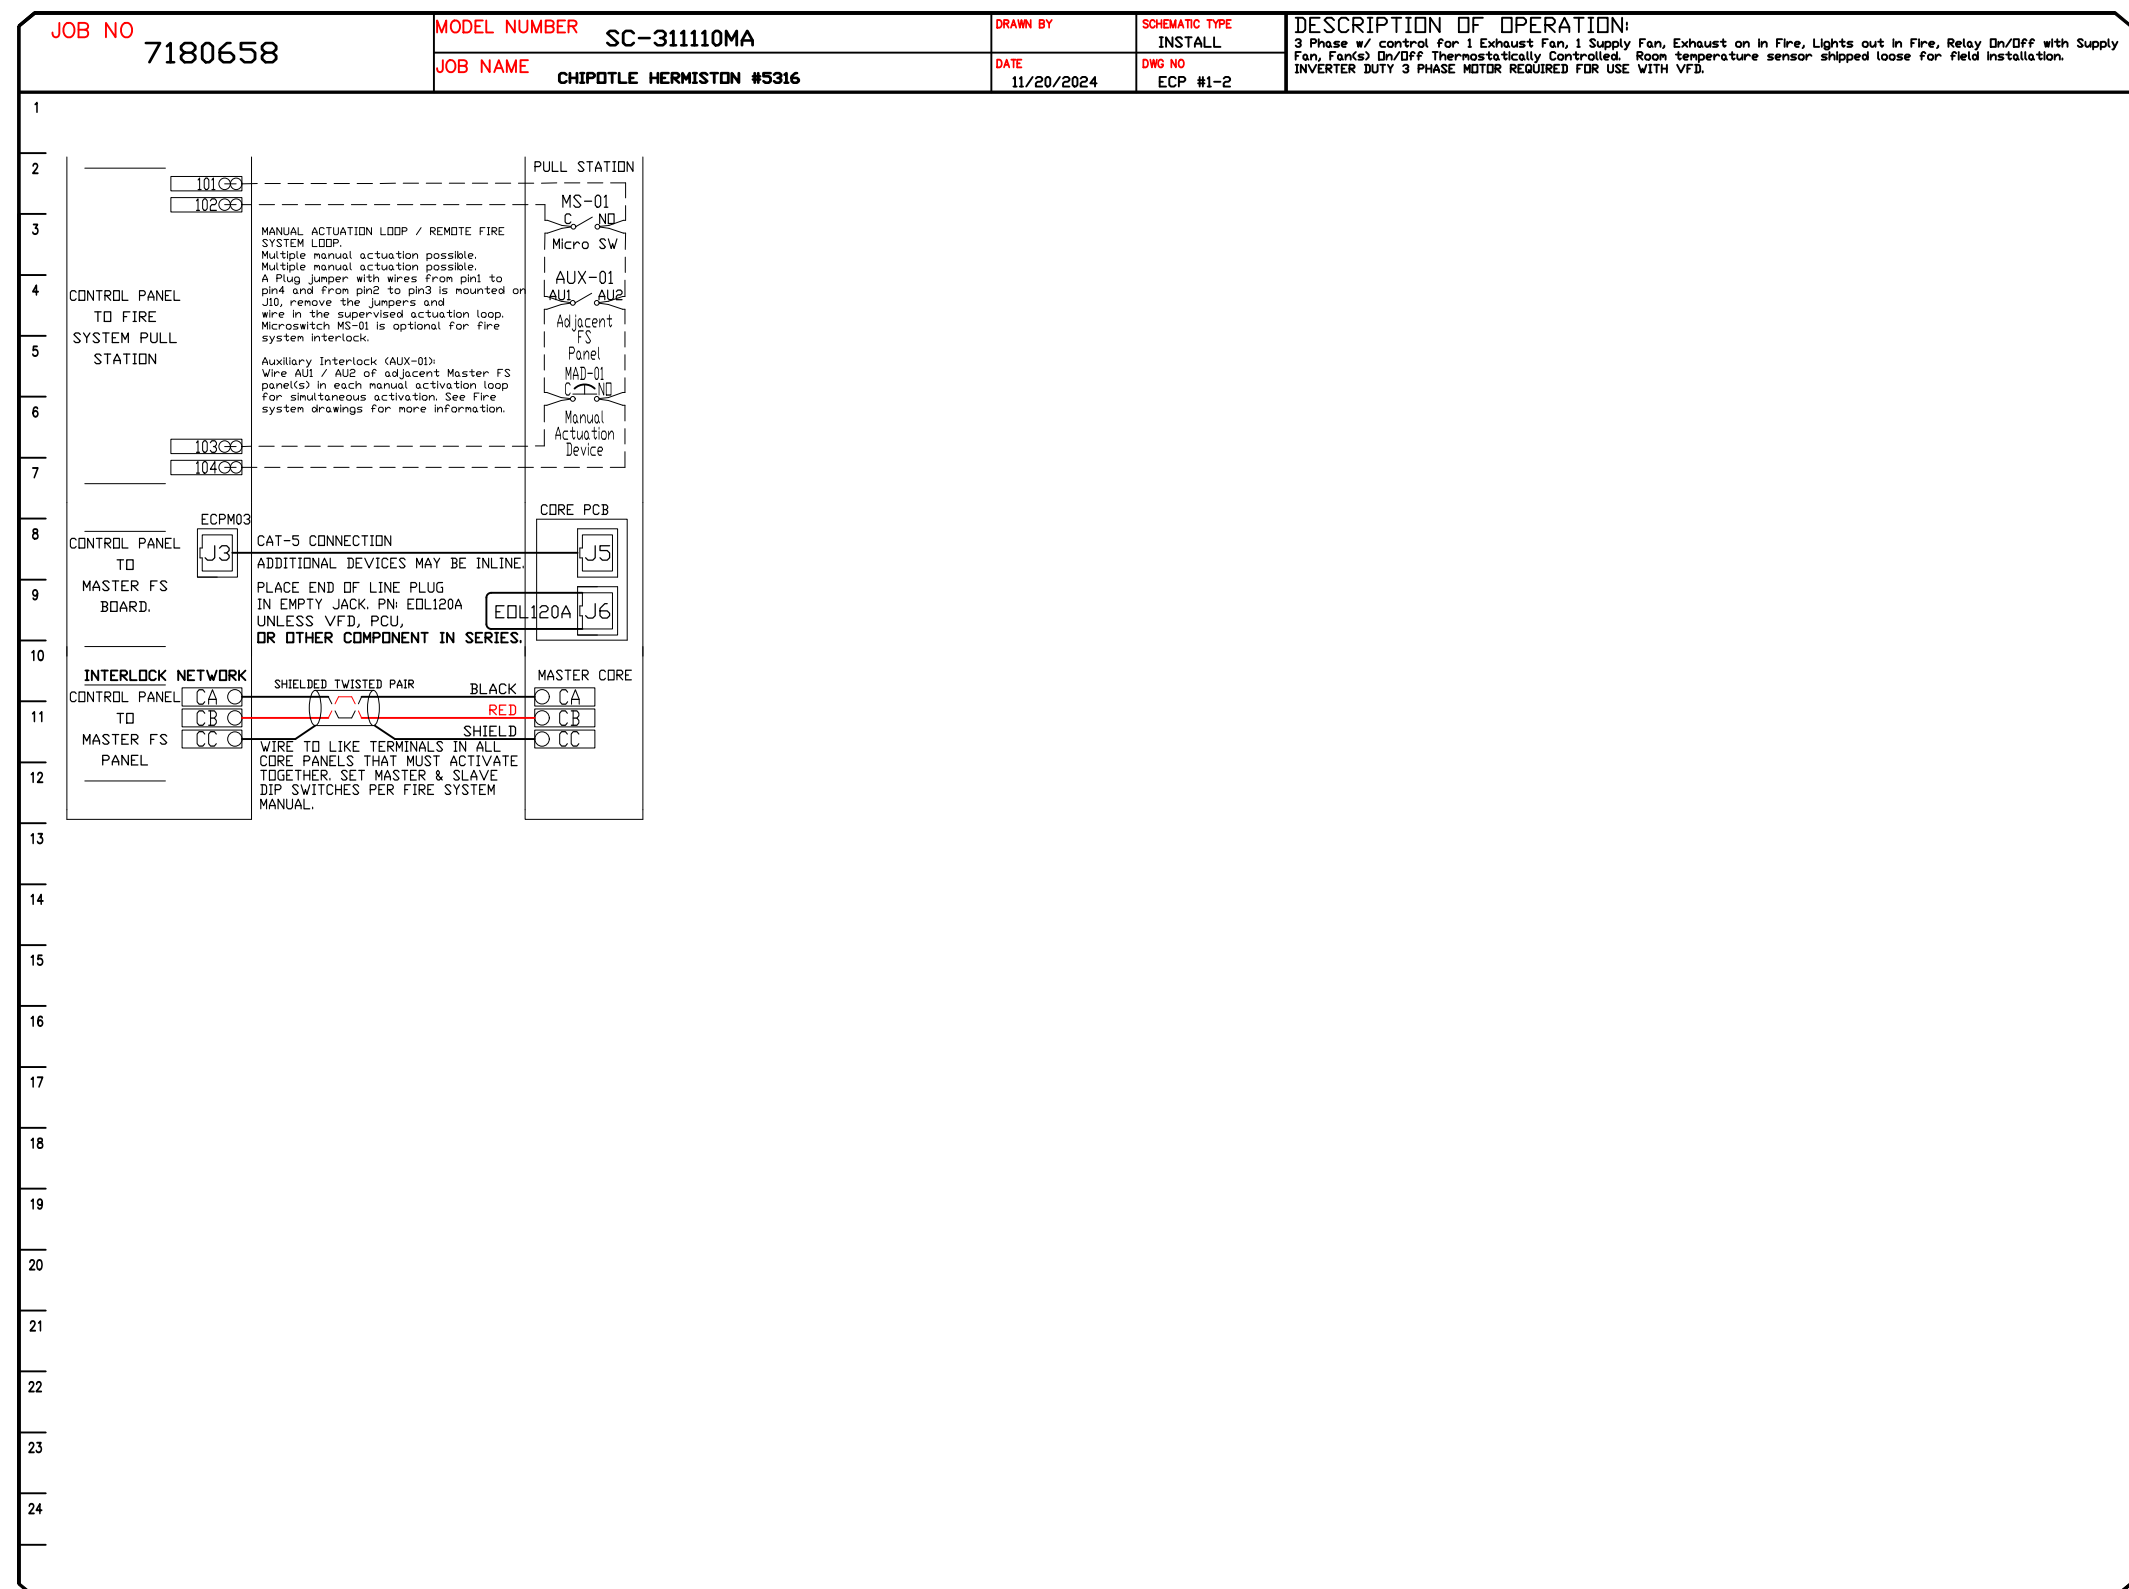 JOB NO
7180658
MODEL NUMBER
SC-311110MA
JOB NAME
CHIPOTLE HERMISTON #5316
DRAWN BY
DATE
11/20/2024
SCHEMATIC TYPE
INSTALL
DWG NO
ECP #1-2
DESCRIPTION OF OPERATION:
3 Phase w/ control for 1 Exhaust Fan, 1 Supply Fan, Exhaust on in Fire, Lights out in Fire, Relay On/Off with Supply
Fan, Fan(s) On/Off Thermostatically Controlled. Room temperature sensor shipped loose for field installation.
INVERTER DUTY 3 PHASE MOTOR REQUIRED FOR USE WITH VFD.
1
2
3
4
5
6
7
8
9
10
11
12
13
14
15
16
17
18
19
20
21
22
23
24
CONTROL PANEL
TO FIRE
SYSTEM PULL
STATION
101
102
103
104
MANUAL ACTUATION LOOP / REMOTE FIRE
SYSTEM LOOP.
Multiple manual actuation possible.
Multiple manual actuation possible.
A Plug jumper with wires from pin1 to
pin4 and from pin2 to pin3 is mounted on
J10, remove the jumpers and
wire in the supervised actuation loop.
Microswitch MS-01 is optional for fire
system interlock.
Auxiliary Interlock (AUX-01):
Wire AU1 / AU2 of adjacent Master FS
panel(s) in each manual activation loop
for simultaneous activation. See Fire
system drawings for more information.
PULL STATION
MS-01
C NO
Micro SW
AUX-01
AU1 AU2
Adjacent
FS
Panel
MAD-01
C NO
Manual
Actuation
Device
CONTROL PANEL
TO
MASTER FS
BOARD.
ECPM03
J3
CAT-5 CONNECTION
ADDITIONAL DEVICES MAY BE INLINE.
PLACE END OF LINE PLUG
IN EMPTY JACK. PN: EOL120A
UNLESS VFD, PCU,
OR OTHER COMPONENT IN SERIES.
CORE PCB
J5
EOL120A
J6
INTERLOCK NETWORK
CONTROL PANEL
TO
MASTER FS
PANEL
CA
CB
CC
SHIELDED TWISTED PAIR
BLACK
RED
SHIELD
MASTER CORE
CA
CB
CC
WIRE TO LIKE TERMINALS IN ALL
CORE PANELS THAT MUST ACTIVATE
TOGETHER. SET MASTER & SLAVE
DIP SWITCHES PER FIRE SYSTEM
MANUAL.